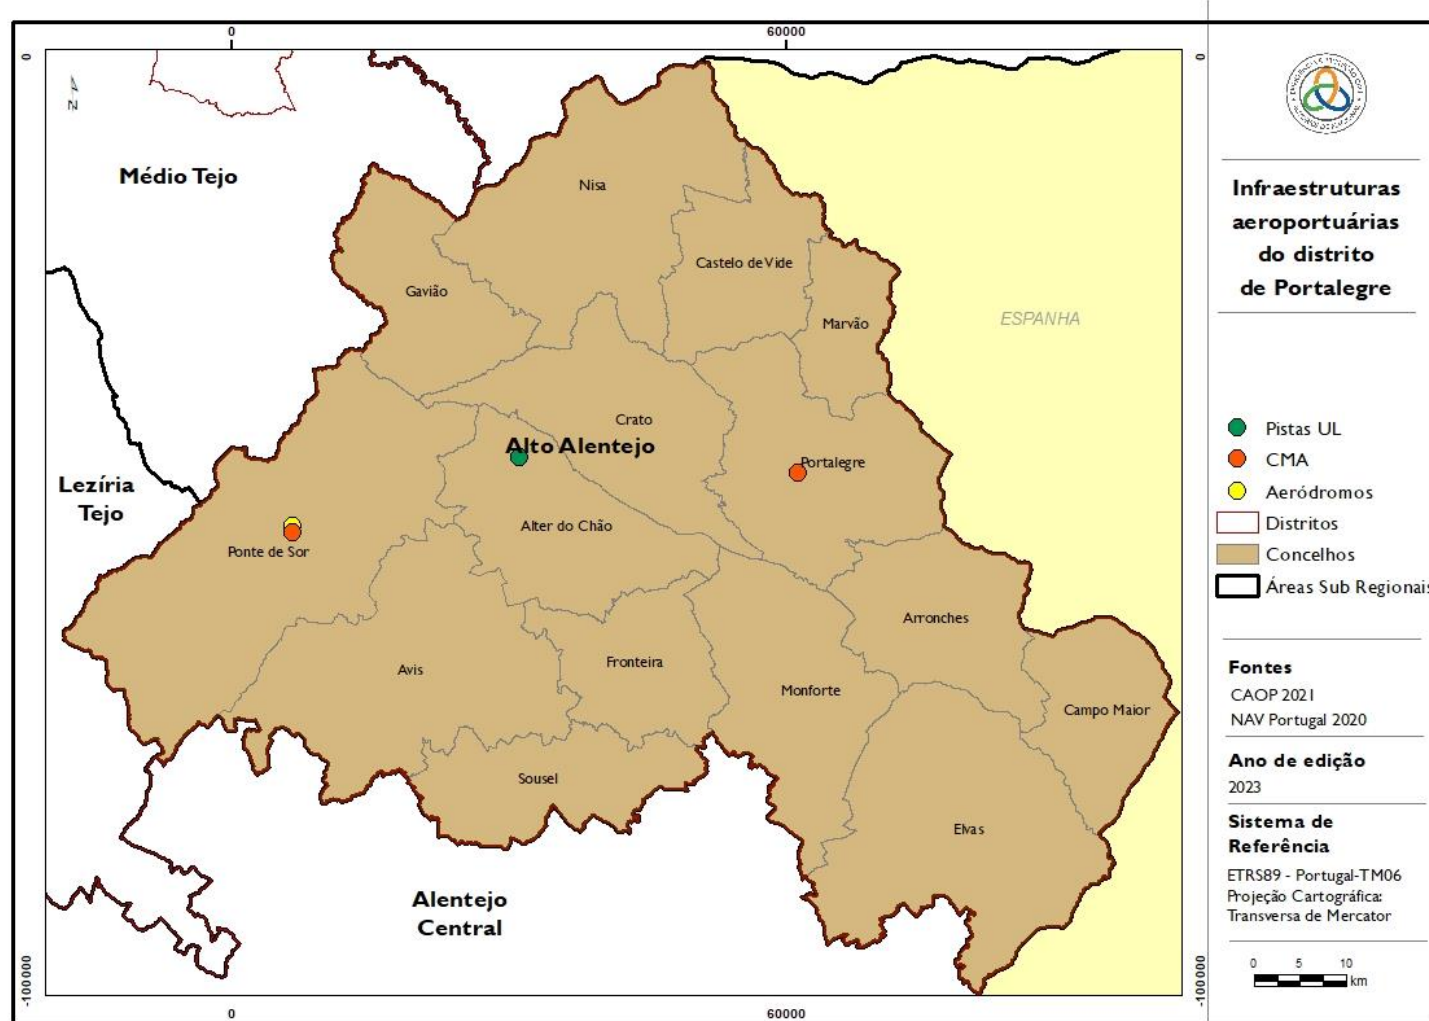 0
60000
0
0
N
Médio Tejo
Nisa
Castelo de Vide
Gavião
Marvão
ESPANHA
Crato
Alto Alentejo
Portalegre
Lezíria
Tejo
Alter do Chão
Ponte de Sor
Arronches
Avis
Fronteira
Monforte
Campo Maior
Sousel
Elvas
Alentejo
Central
-100000
-100000
0
60000
Infraestruturas
aeroportuárias
do distrito
de Portalegre
Pistas UL
CMA
Aeródromos
Distritos
Concelhos
Áreas Sub Regionais
Fontes
CAOP 2021
NAV Portugal 2020
Ano de edição
2023
Sistema de
Referência
ETRS89 - Portugal-TM06
Projeção Cartográfica:
Transversa de Mercator
0 5 10
km